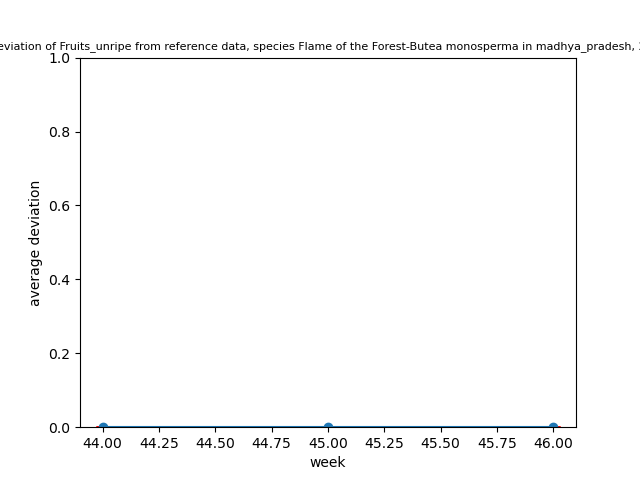 of Fruits_unripe from reference data, species Flame of the Forest-Butea monosperma in madhya_pradesh,
1.0
0.8
0.6
0.4
0.2
0.0
average deviation
44.00 44.25 44.50 44.75 45.00 45.25 45.50 45.75 46.00
week